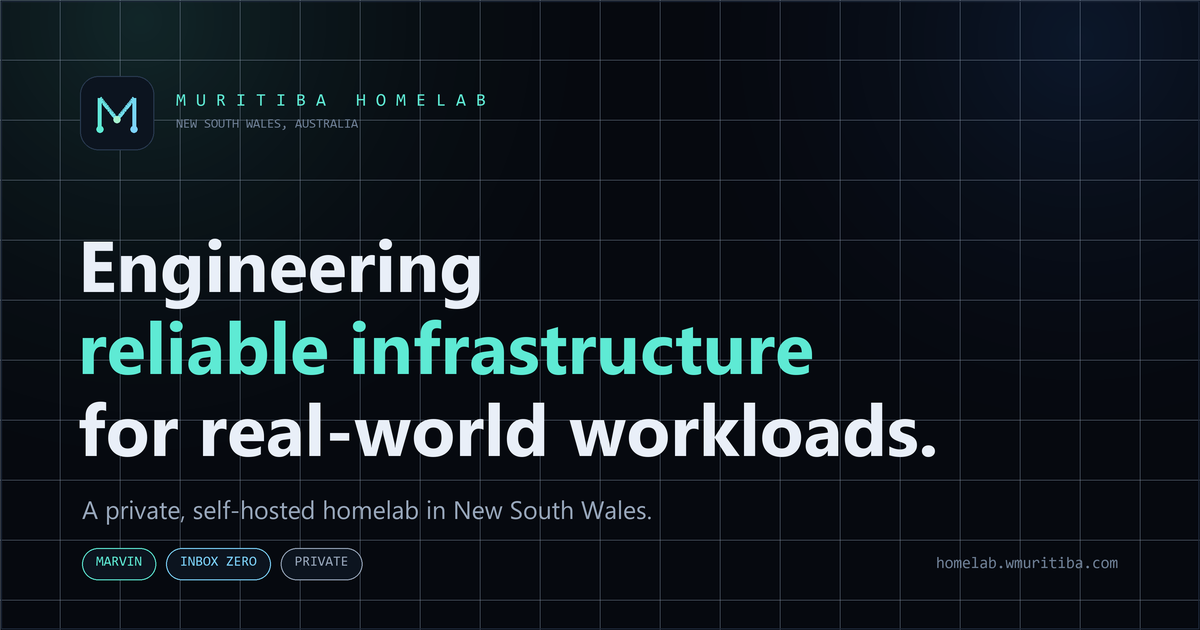 M
MURITIBA HOMELAB
NEW SOUTH WALES, AUSTRALIA
Engineering
reliable infrastructure
for real-world workloads.
A private, self-hosted homelab in New South Wales.
MARVIN INBOX ZERO PRIVATE
homelab.wmuritiba.com